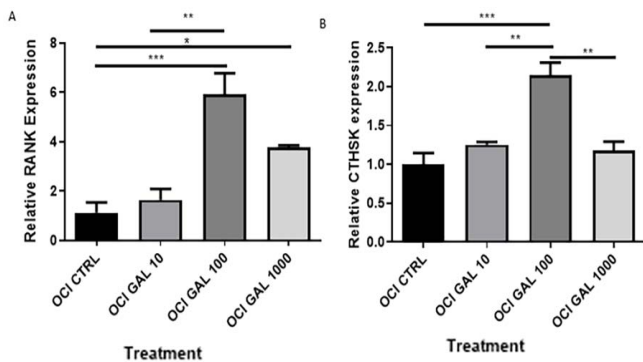 A
**
*
***
8
6
4
2
0
Relative RANK Expression
OCI CTRL
OCI GAL 10
OCI GAL 100
OCI GAL 1000
Treatment
B
***
**
**
2.5
2.0
1.5
1.0
0.5
0.0
Relative CTHSK expression
OCI CTRL
OCI GAL 10
OCI GAL 100
OCI GAL 1000
Treatment